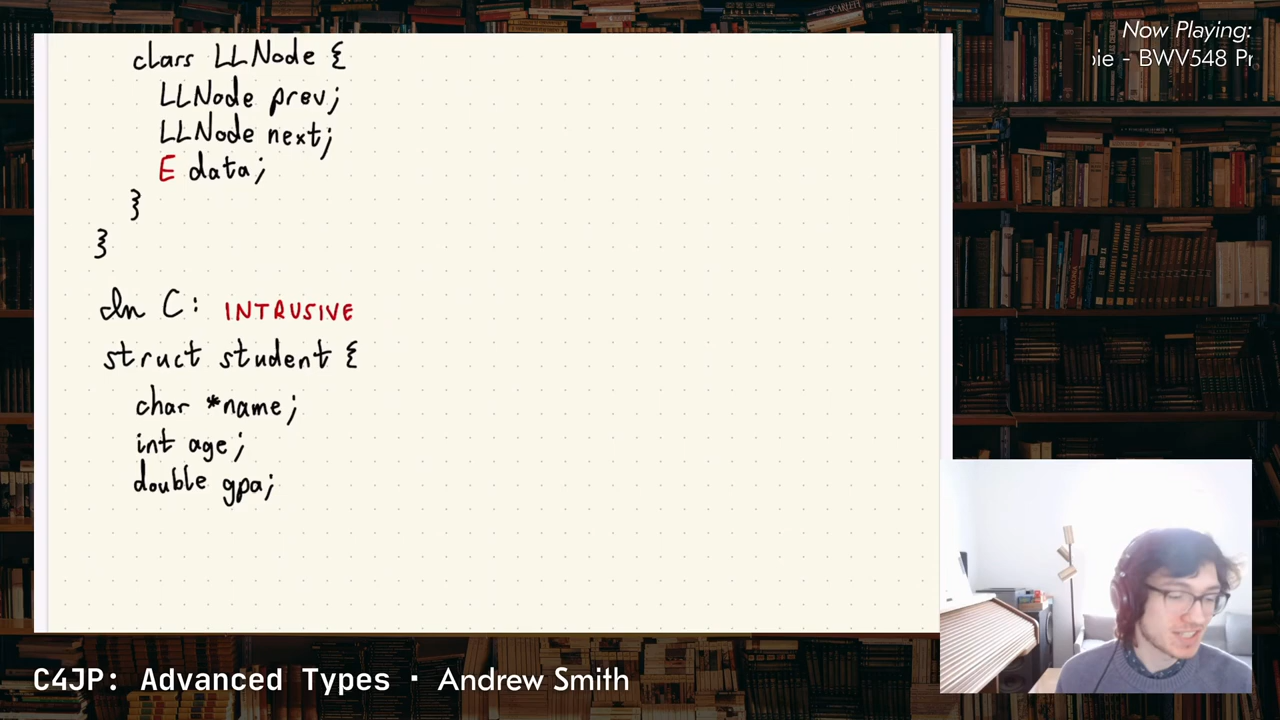 class LLNode {
LLNode prev;
LLNode next;
E data;
}
}
In C: INTRUSIVE
struct student {
char *name;
int age;
double gpa;
Now Playing:
ie - BWV548 Pr
C4JP: Advanced Types ▪ Andrew Smith